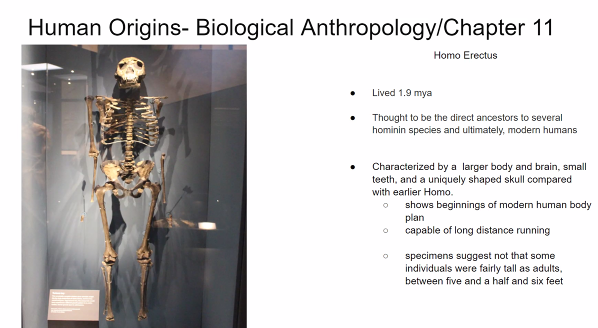 Human Origins- Biological Anthropology/Chapter 11
Homo Erectus
● Lived 1.9 mya
● Thought to be the direct ancestors to several
hominin species and ultimately, modern humans
● Characterized by a larger body and brain, small
teeth, and a uniquely shaped skull compared
with earlier Homo.
○ shows beginnings of modern human body
plan
○ capable of long distance running
○ specimens suggest not that some
individuals were fairly tall as adults,
between five and a half and six feet